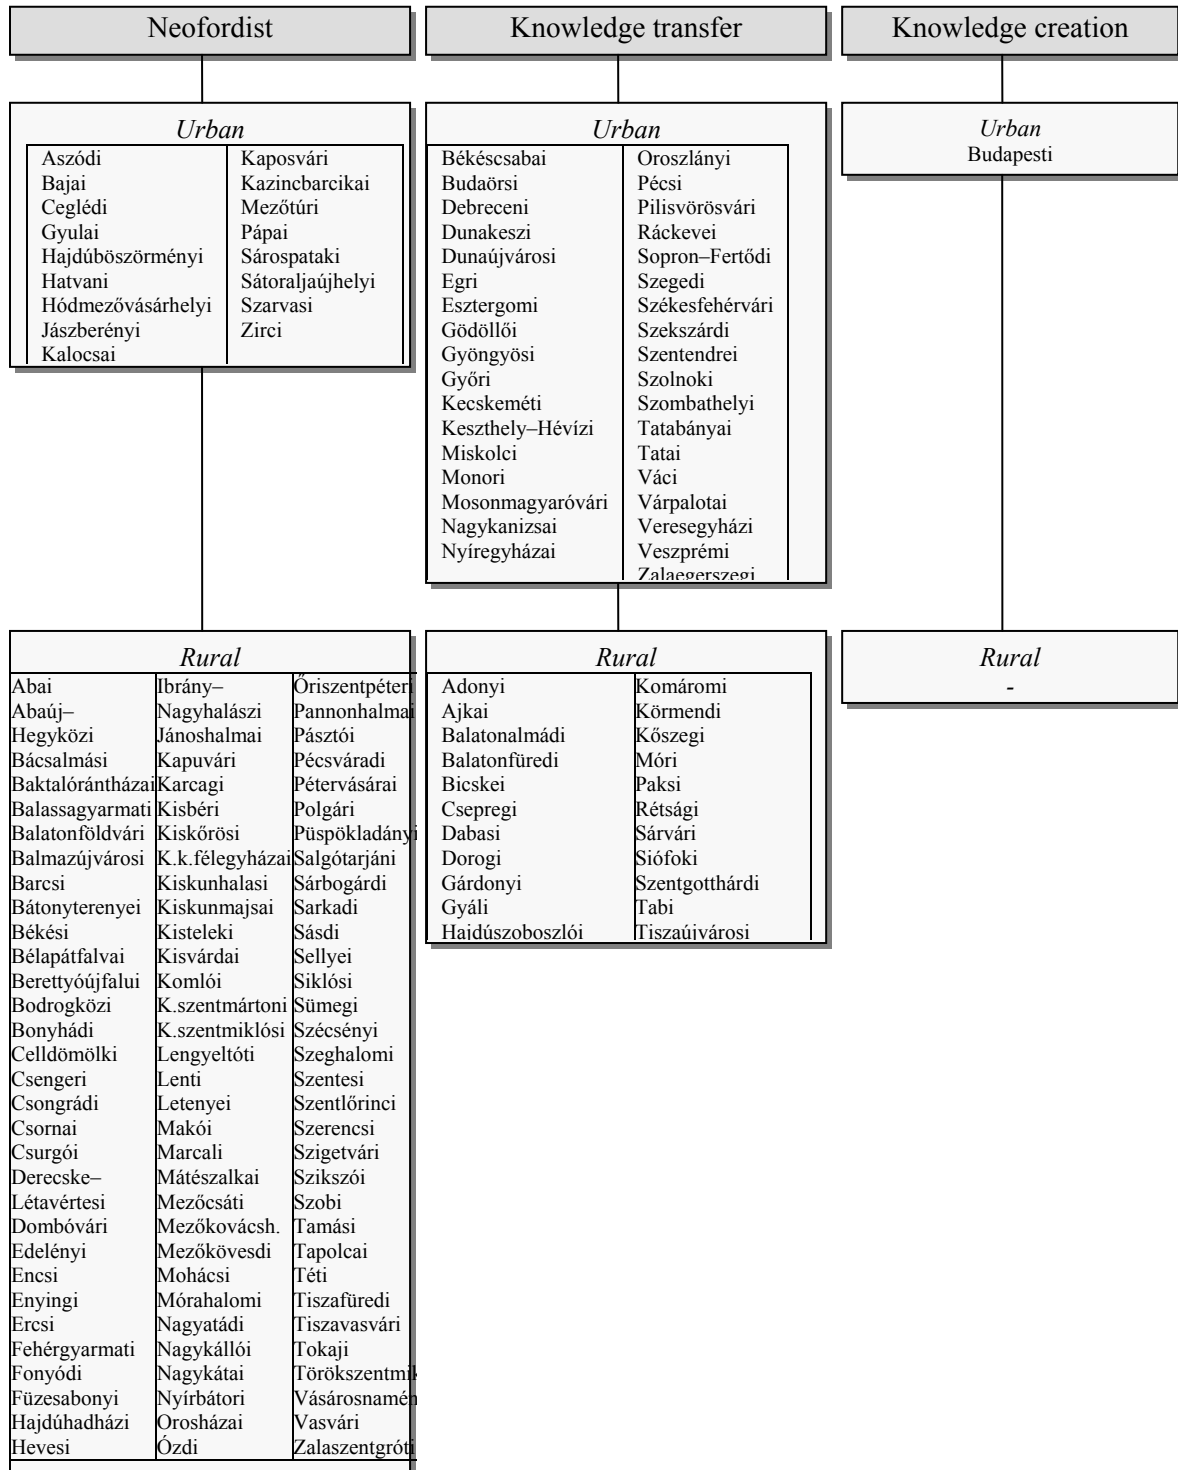 Neofordist
Knowledge transfer
Knowledge creation
Urban
Aszódi
Bajai
Ceglédi
Gyulai
Hajdúböszörményi
Hatvani
Hódmezővásárhelyi
Jászberényi
Kalocsai
Kaposvári
Kazincbarcikai
Mezőtúri
Pápai
Sárospataki
Sátoraljaújhelyi
Szarvasi
Zirci
Urban
Békéscsabai
Budaörsi
Debreceni
Dunakeszi
Dunaújvárosi
Egri
Esztergomi
Gödöllői
Gyöngyösi
Győri
Kecskeméti
Keszthely–Hévízi
Miskolci
Monori
Mosonmagyaróvári
Nagykanizsai
Nyíregyházai
Oroszlányi
Pécsi
Pilisvörösvári
Ráckevei
Sopron–Fertődi
Szegedi
Székesfehérvári
Szekszárdi
Szentendrei
Szolnoki
Szombathelyi
Tatabányai
Tatai
Váci
Várpalotai
Veresegyházi
Veszprémi
Zalaegerszegi
Urban
Budapesti
Rural
Abai
Abaúj–
Hegyközi
Bácsalmási
Baktalórántházai
Balassagyarmati
Balatonföldvári
Balmazújvárosi
Barcsi
Bátonyterenyei
Békési
Bélapátfalvai
Berettyóújfalui
Bodrogközi
Bonyhádi
Celldömölki
Csengeri
Csongrádi
Csornai
Csurgói
Derecske–
Létavértesi
Dombóvári
Edelényi
Encsi
Enyingi
Ercsi
Fehérgyarmati
Fonyódi
Füzesabonyi
Hajdúhadházi
Hevesi
Ibrány–
Nagyhalászi
Jánoshalmai
Kapuvári
Karcagi
Kisbéri
Kiskőrösi
K.k.félegyházai
Kiskunhalasi
Kiskunmajsai
Kisteleki
Kisvárdai
Komlói
K.szentmártoni
K.szentmiklósi
Lengyeltóti
Lenti
Letenyei
Makói
Marcali
Mátészalkai
Mezőcsáti
Mezőkovácsh.
Mezőkövesdi
Mohácsi
Mórahalomi
Nagyatádi
Nagykállói
Nagykátai
Nyírbátori
Orosházai
Ózdi
Őriszentpéteri
Pannonhalmai
Pásztói
Pécsváradi
Pétervásárai
Polgári
Püspökladányi
Salgótarjáni
Sárbogárdi
Sarkadi
Sásdi
Sellyei
Siklósi
Sümegi
Szécsényi
Szeghalomi
Szentesi
Szentlőrinci
Szerencsi
Szigetvári
Szikszói
Szobi
Tamási
Tapolcai
Téti
Tiszafüredi
Tiszavasvári
Tokaji
Törökszentmik
Vásárosnamén
Vasvári
Zalaszentgróti
Rural
Adonyi
Ajkai
Balatonalmádi
Balatonfüredi
Bicskei
Csepregi
Dabasi
Dorogi
Gárdonyi
Gyáli
Hajdúszoboszlói
Komáromi
Körmendi
Kőszegi
Móri
Paksi
Rétsági
Sárvári
Siófoki
Szentgotthárdi
Tabi
Tiszaújvárosi
Rural
-